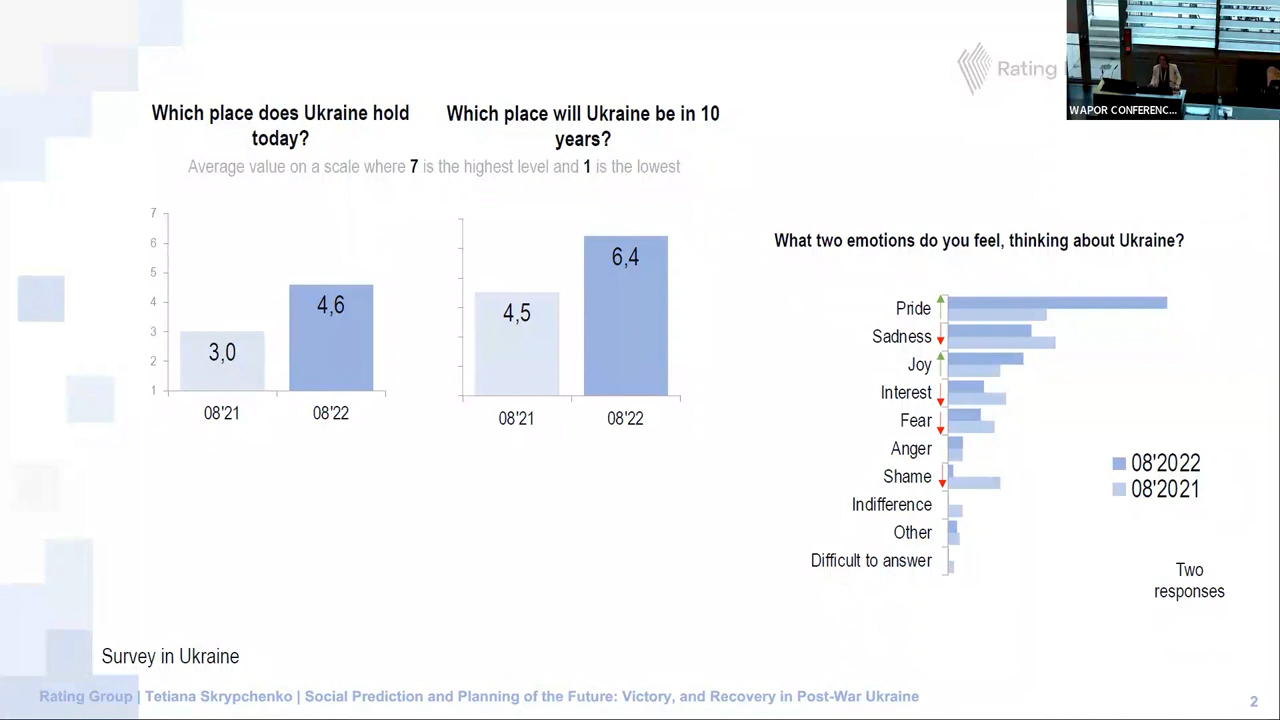 Rating
WAPOR CONFERENC...
Which place does Ukraine hold
today?
Which place will Ukraine be in 10
years?
Average value on a scale where 7 is the highest level and 1 is the lowest
7
6
5
4
3
2
1
3,0
4,6
08'21
08'22
4,5
6,4
08'21
08'22
What two emotions do you feel, thinking about Ukraine?
Pride
Sadness
Joy
Interest
Fear
Anger
Shame
Indifference
Other
Difficult to answer
08'2022
08'2021
Two
responses
Survey in Ukraine
Rating Group | Tetiana Skrypchenko | Social Prediction and Planning of the Future: Victory, and Recovery in Post-War Ukraine
2